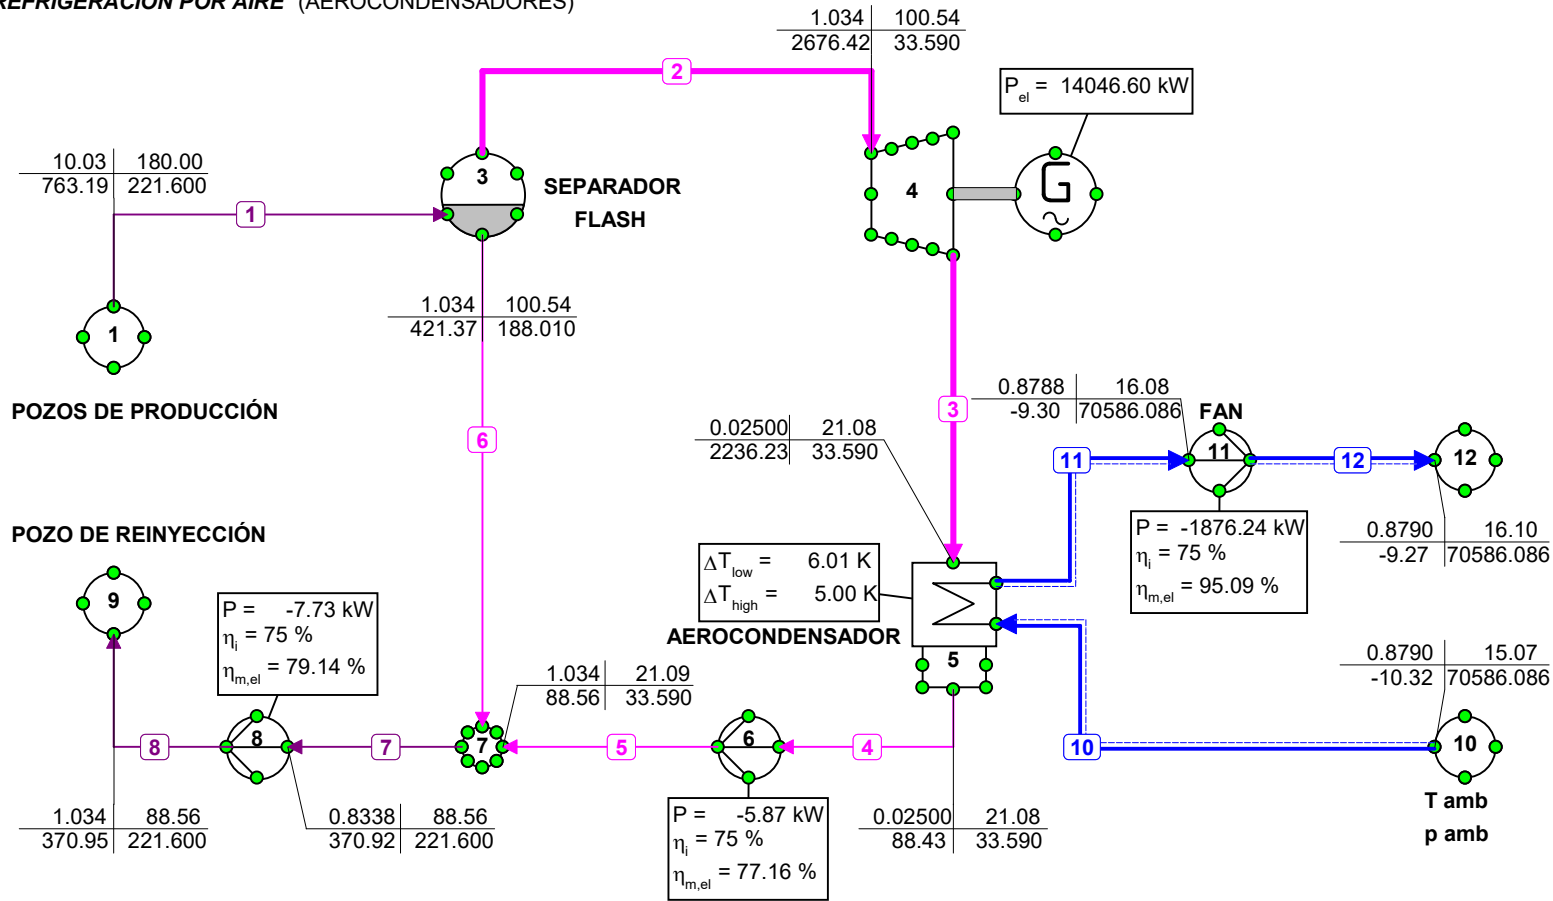 REFRIGERACIÓN POR AIRE (AEROCONDENSADORES)
1.034 100.54
2676.42 33.590
2
P el = 14046.60 kW
10.03 180.00
763.19 221.600
3
SEPARADOR
FLASH
4
G
1
1.034 100.54
421.37 188.010
1
POZOS DE PRODUCCIÓN
0.8788 16.08
-9.30 70586.086
FAN
3
0.02500 21.08
2236.23 33.590
6
11
11
12
12
P = -1876.24 kW
ηi = 75 %
ηm,el = 95.09 %
0.8790 16.10
-9.27 70586.086
POZO DE REINYECCIÓN
9
ΔT low = 6.01 K
ΔT high = 5.00 K
AEROCONDENSADOR
5
P = -7.73 kW
ηi = 75 %
ηm,el = 79.14 %
1.034 21.09
88.56 33.590
0.8790 15.07
-10.32 70586.086
8
8
7
7
5
6
4
10
10
T amb
p amb
1.034 88.56
370.95 221.600
0.8338 88.56
370.92 221.600
P = -5.87 kW
ηi = 75 %
ηm,el = 77.16 %
0.02500 21.08
88.43 33.590